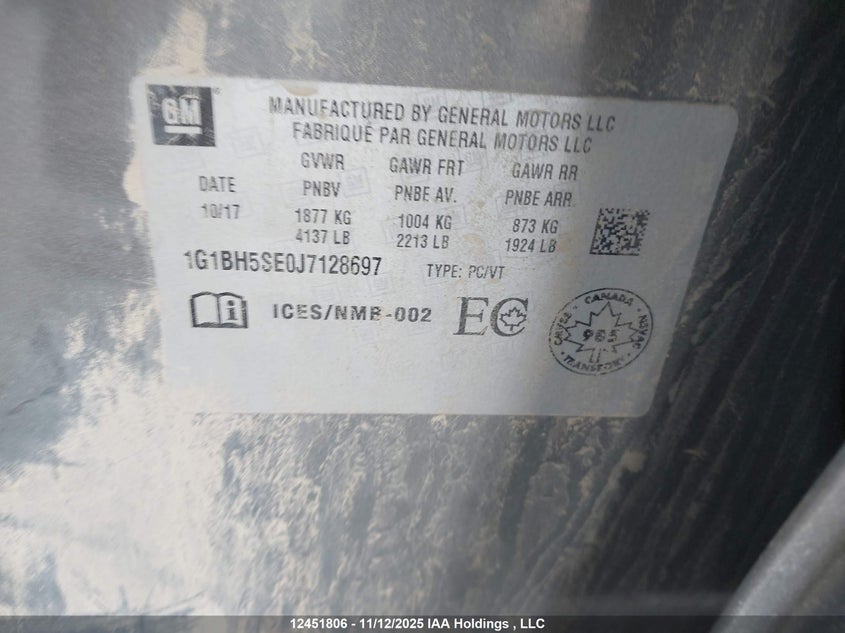 GM
MANUFACTURED BY GENERAL MOTORS LLC
FABRIQUÉ PAR GENERAL MOTORS LLC
DATE GVWR GAWR FRT GAWR RR
10/17 PNBV PNBE AV. PNBE ARR.
1877 KG 1004 KG 873 KG
4137 LB 2213 LB 1924 LB
1G1BH5SE0J7128697 TYPE: PC/VT
ICES/NMB-002 EC
CANADA
TRANSPORT
12451806 - 11/12/2025 IAA Holdings , LLC